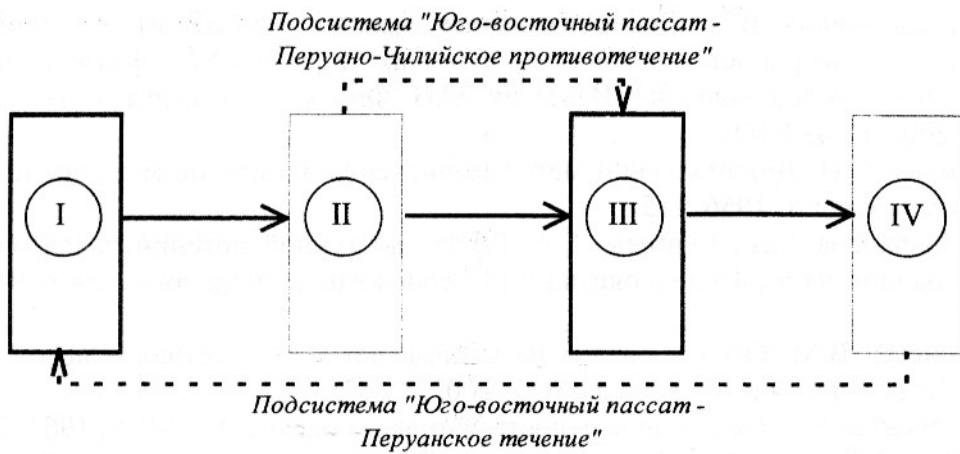 Подсистема "Юго-восточный пассат -
Перуано-Чилийское противотечение"
I
II
III
IV
Подсистема "Юго-восточный пассат -
Перуанское течение"